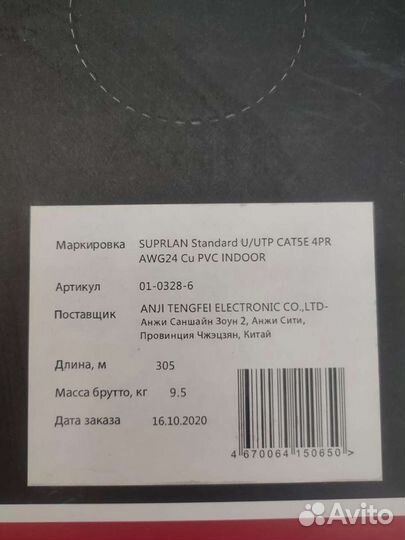 Маркировка SUPRLAN Standard U/UTP CAT5E 4PR
AWG24 Cu PVC INDOOR
Артикул 01-0328-6
Поставщик ANJI TENGFEI ELECTRONIC CO.,LTD-
Анжи Саншайн Зоун 2, Анжи Сити,
Провинция Чжэцзян, Китай
Длина, м 305
Масса брутто, кг 9.5
Дата заказа 16.10.2020
4 670064 150650 >
Avito